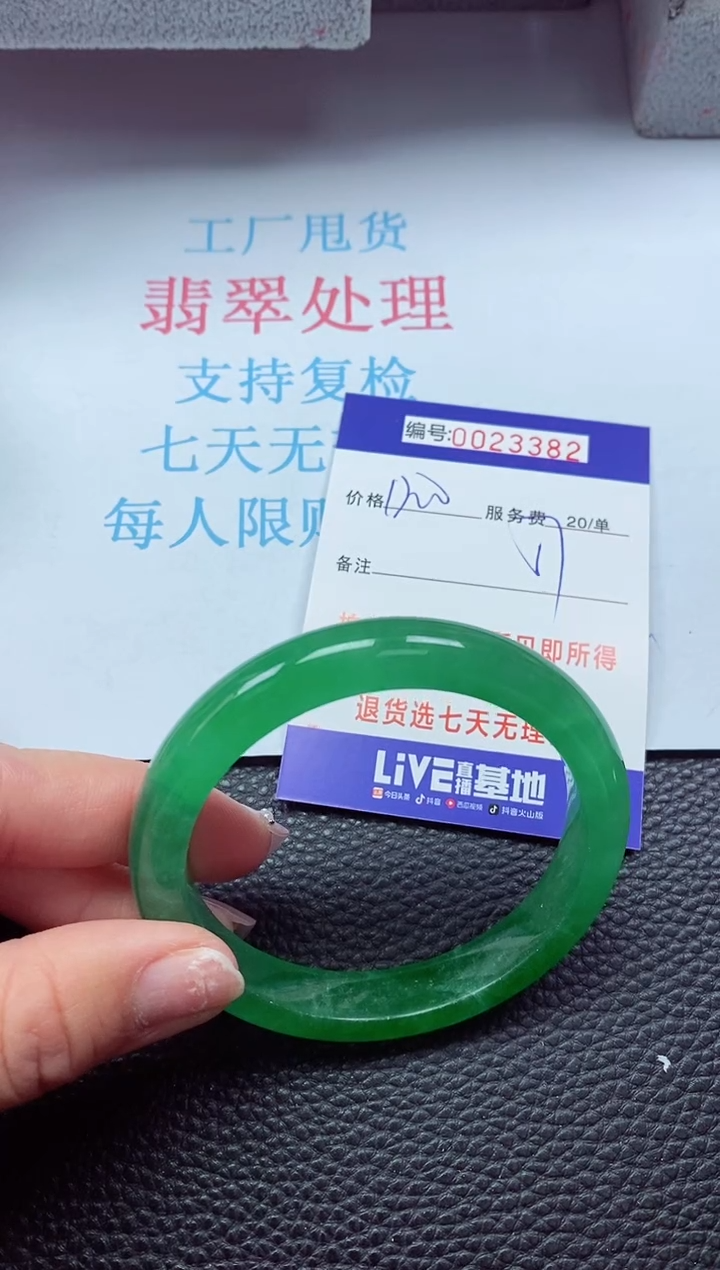 工厂甩货
翡翠处理
支持复检
七天无
每人限购
编号:0023382
价格 服务费 20/单
备注
见即所得
退货选七天无理
LiVE直播基地
今日头条 抖音 西瓜视频 抖音火山版